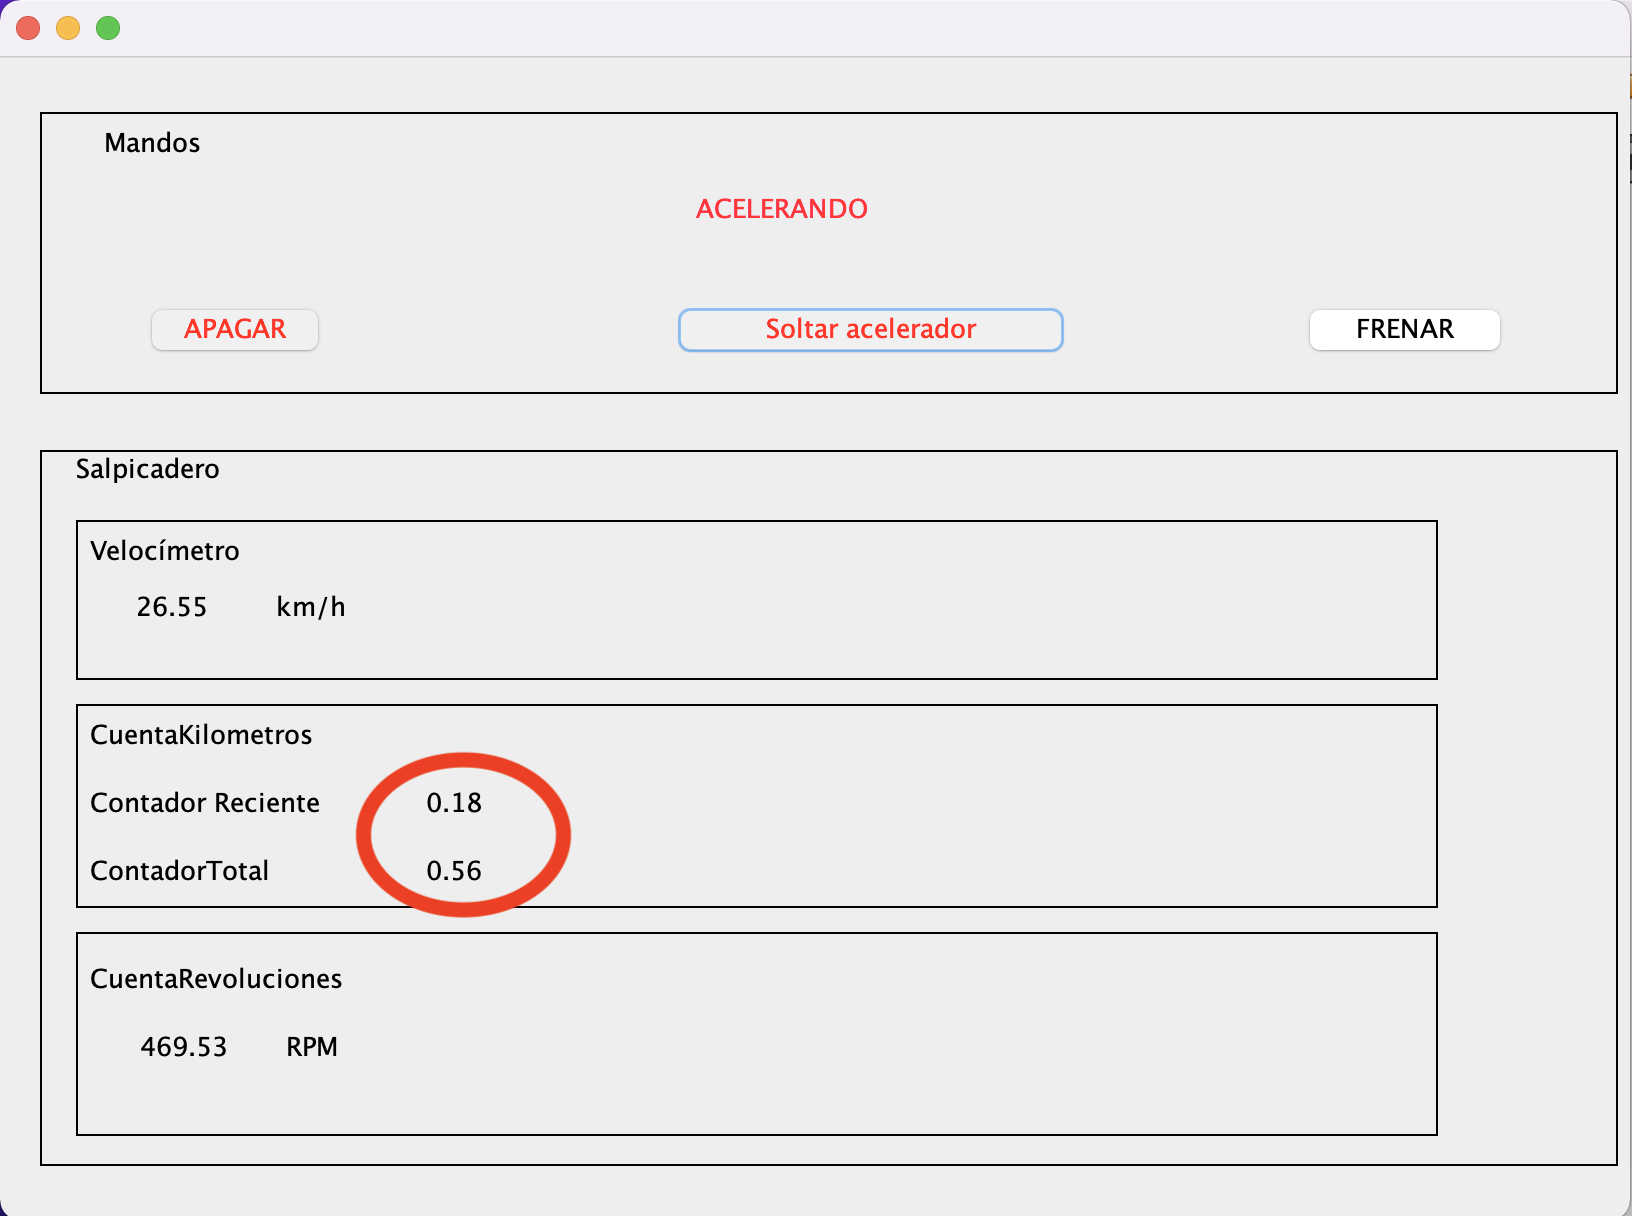 Mandos
ACELERANDO
APAGAR Soltar acelerador FRENAR
Salpicadero
Velocímetro
26.55 km/h
CuentaKilometros
Contador Reciente 0.18
ContadorTotal 0.56
CuentaRevoluciones
469.53 RPM